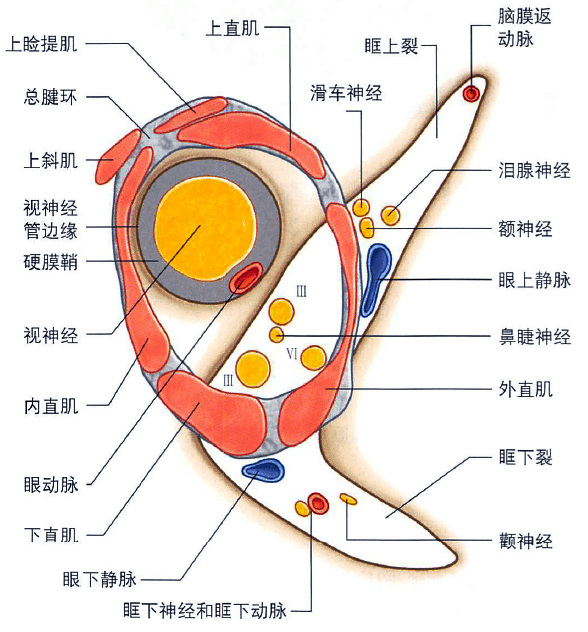 上直肌
脑膜返
动脉
上睑提肌
眶上裂
总腱环
滑车神经
上斜肌
泪腺神经
视神经
管边缘
额神经
硬膜鞘
眼上静脉
III
视神经
鼻睫神经
VI
III
内直肌
外直肌
眼动脉
眶下裂
下直肌
颧神经
眼下静脉
眶下神经和眶下动脉